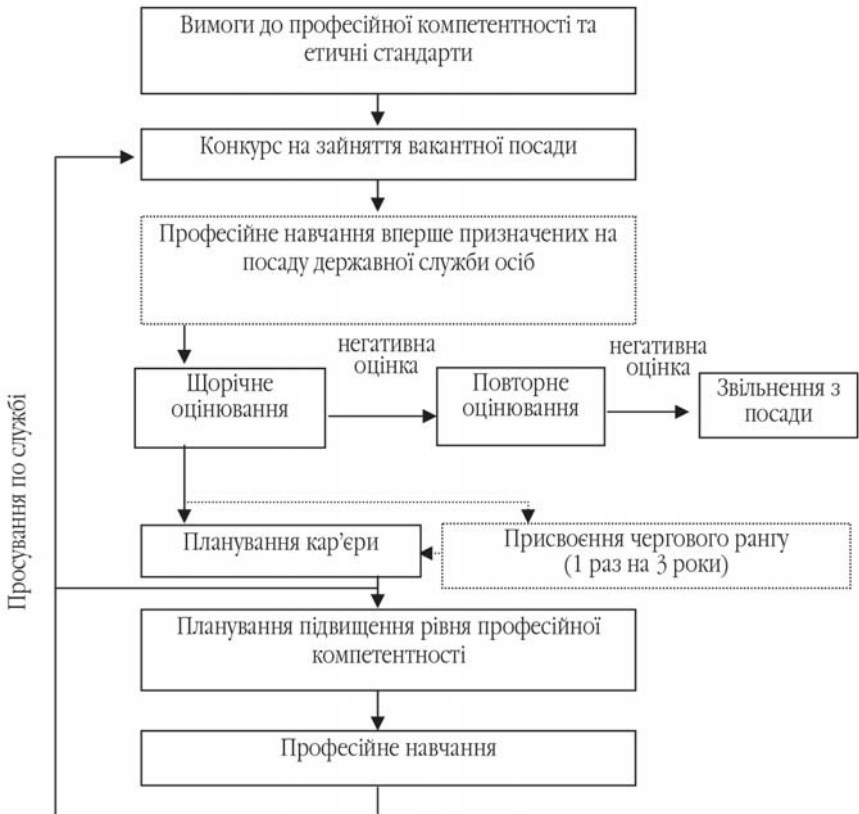 Вимоги до професійної компетентності та
етичні стандарти
Конкурс на зайняття вакантної посади
Професійне навчання вперше призначених на
посаду державної служби осіб
негативна
оцінка
негативна
оцінка
Щорічне
оцінювання
Повторне
оцінювання
Звільнення з
посади
Просування по службі
Планування кар'єри
Присвоєння чергового рангу
(1 раз на 3 роки)
Планування підвищення рівня професійної
компетентності
Професійне навчання